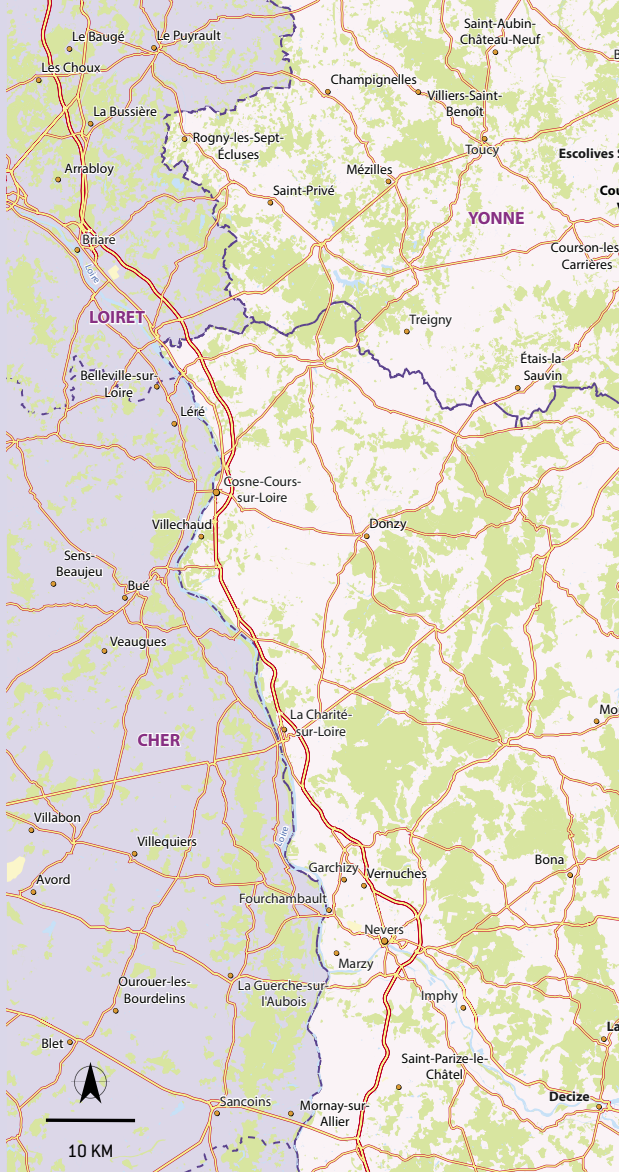 Saint-Aubin-
Château-Neuf
Le Baugé
Le Puyrault
Les Choux
Champignelles
Villiers-Saint-
Benoît
La Bussière
Rogny-les-Sept-
Écluses
Toucy
Escolives S
Arrabloy
Mézilles
Saint-Privé
Cou
YONNE
Briare
Courson-les
Carrières
Loire
LOIRET
Treigny
Étais-la-
Sauvin
Belleville-sur-
Loire
Léré
Cosne-Cours-
sur-Loire
Villechaud
Donzy
Sens-
Beaujeu
Bué
Veaugues
La Charité-
sur-Loire
Mo
CHER
Villabon
Loire
Villequiers
Garchizy
Vernuches
Bona
Avord
Fourchambault
Nevers
Marzy
Ourouer-les-
Bourdelins
La Guerche-sur-
l'Aubois
Imphy
La
Blet
Saint-Parize-le-
Châtel
Decize
Sancoins
Mornay-sur-
Allier
10 KM